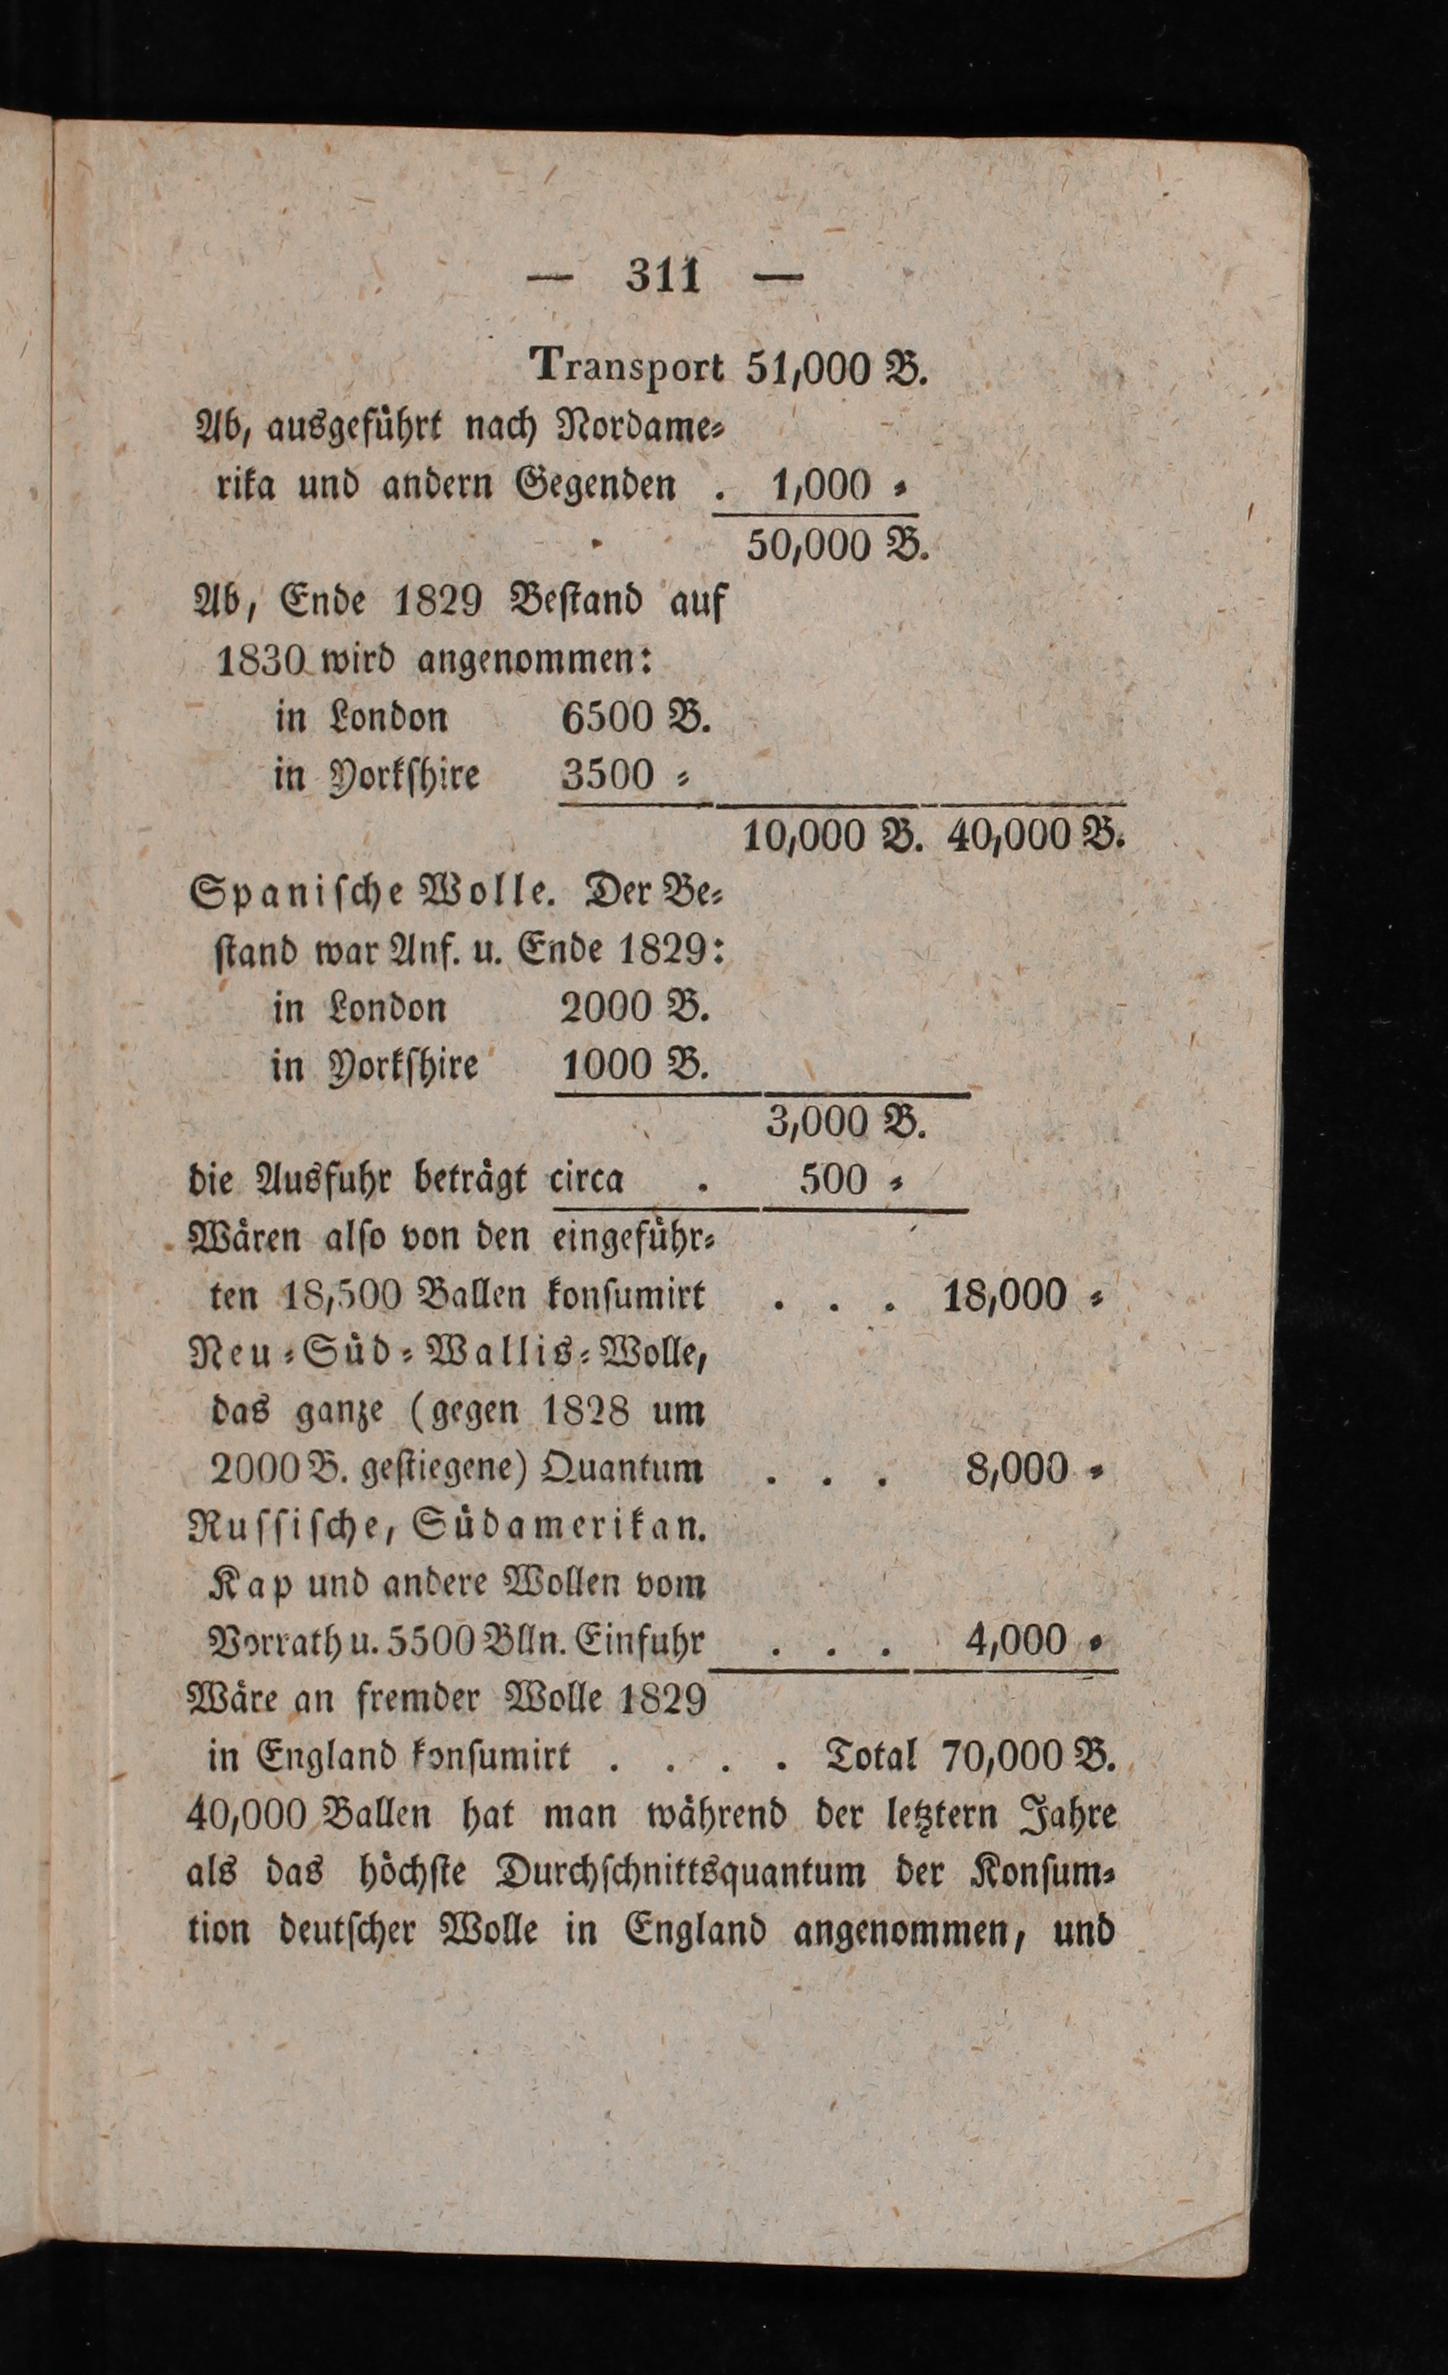 — 311 —
Transport 51,000 B.
Ab, ausgeführt nach Nordame⸗
rika und andern Gegenden . 1,000 ⸗
50,000 B.
Ab, Ende 1829 Beſtand auf
1830 wird angenommen:
in London 6500 B.
in Yorkſhire 3500 ⸗
10,000 B. 40,000 B.
Spaniſche Wolle. Der Be⸗
ſtand war Anf. u. Ende 1829:
in London 2000 B.
in Yorkſhire 1000 B.
3,000 B.
die Ausfuhr beträgt circa . 500 ⸗
Wären alſo von den eingeführ⸗
ten 18,500 Ballen konſumirt . . . 18,000 ⸗
Neu⸗Süd⸗Wallis⸗Wolle,
das ganze (gegen 1828 um
2000 B. geſtiegene) Quantum . . . 8,000 ⸗
Ruſſiſche, Südamerikan.
Kap und andere Wollen vom
Vorrath u. 5500 Blln. Einfuhr . . . 4,000 ⸗
Wäre an fremder Wolle 1829
in England konſumirt . . . . Total 70,000 B.
40,000 Ballen hat man während der letztern Jahre
als das höchſte Durchſchnittsquantum der Konſum⸗
tion deutſcher Wolle in England angenommen, und